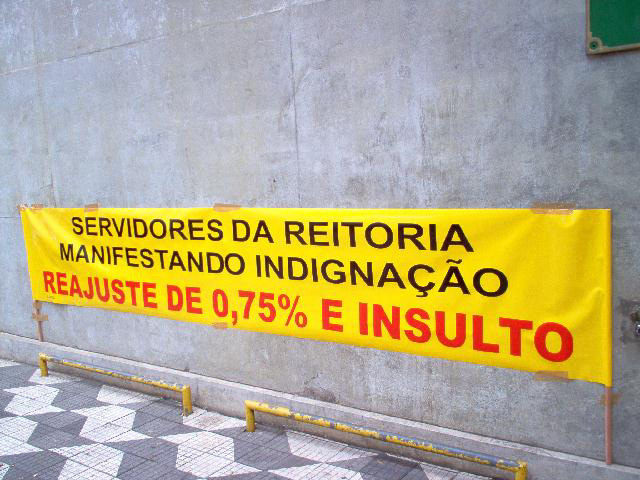 SERVIDORES DA REITORIA
MANIFESTANDO INDIGNAÇÃO
REAJUSTE DE 0,75% E INSULTO